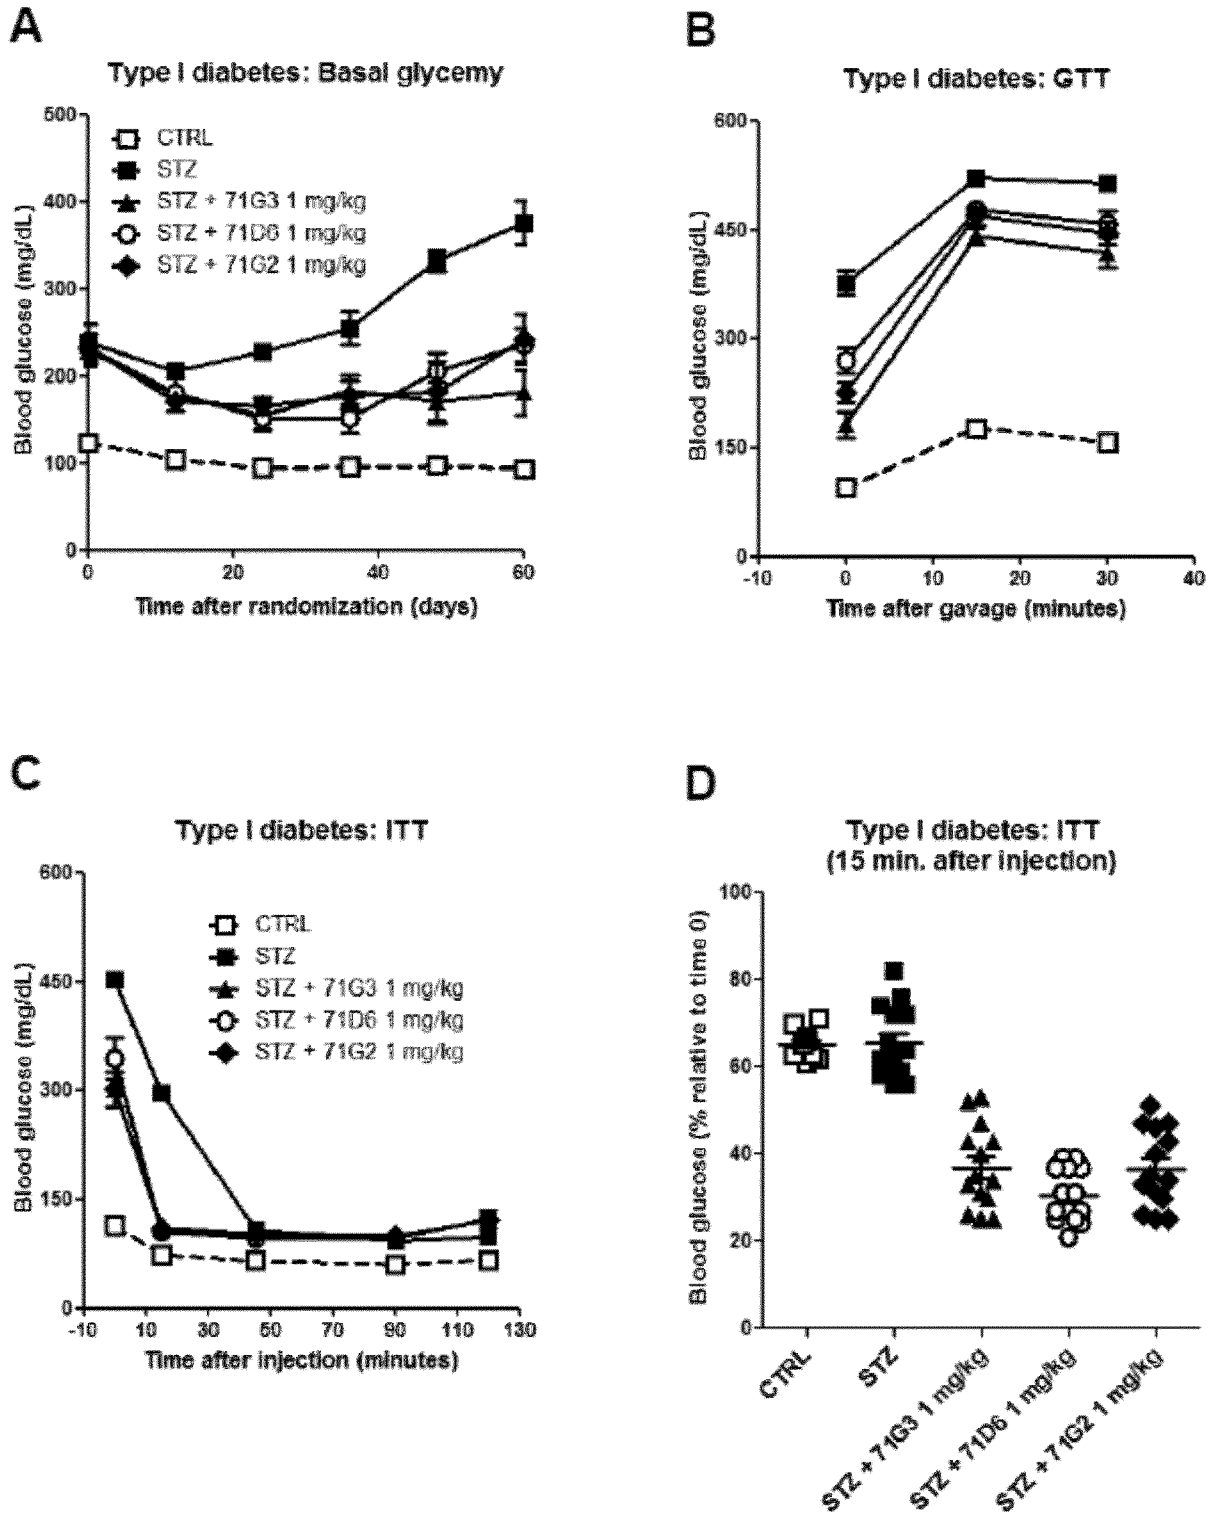 A
Type I diabetes: Basal glycemy
500
400
300
200
100
0
Blood glucose (mg/dL)
CTRL
STZ
STZ + 71G3 1 mg/kg
STZ + 71D6 1 mg/kg
STZ + 71G2 1 mg/kg
0 20 40 60
Time after randomization (days)
B
Type I diabetes: GTT
600
450
300
150
0
Blood glucose (mg/dL)
-10 0 10 20 30 40
Time after gavage (minutes)
C
Type I diabetes: ITT
600
450
300
150
0
Blood glucose (mg/dL)
CTRL
STZ
STZ + 71G3 1 mg/kg
STZ + 71D6 1 mg/kg
STZ + 71G2 1 mg/kg
-10 10 30 50 70 90 110 130
Time after injection (minutes)
D
Type I diabetes: ITT
(15 min. after injection)
100
80
60
40
20
0
Blood glucose (% relative to time 0)
CTRL
STZ
STZ + 71G3 1 mg/kg
STZ + 71D6 1 mg/kg
STZ + 71G2 1 mg/kg